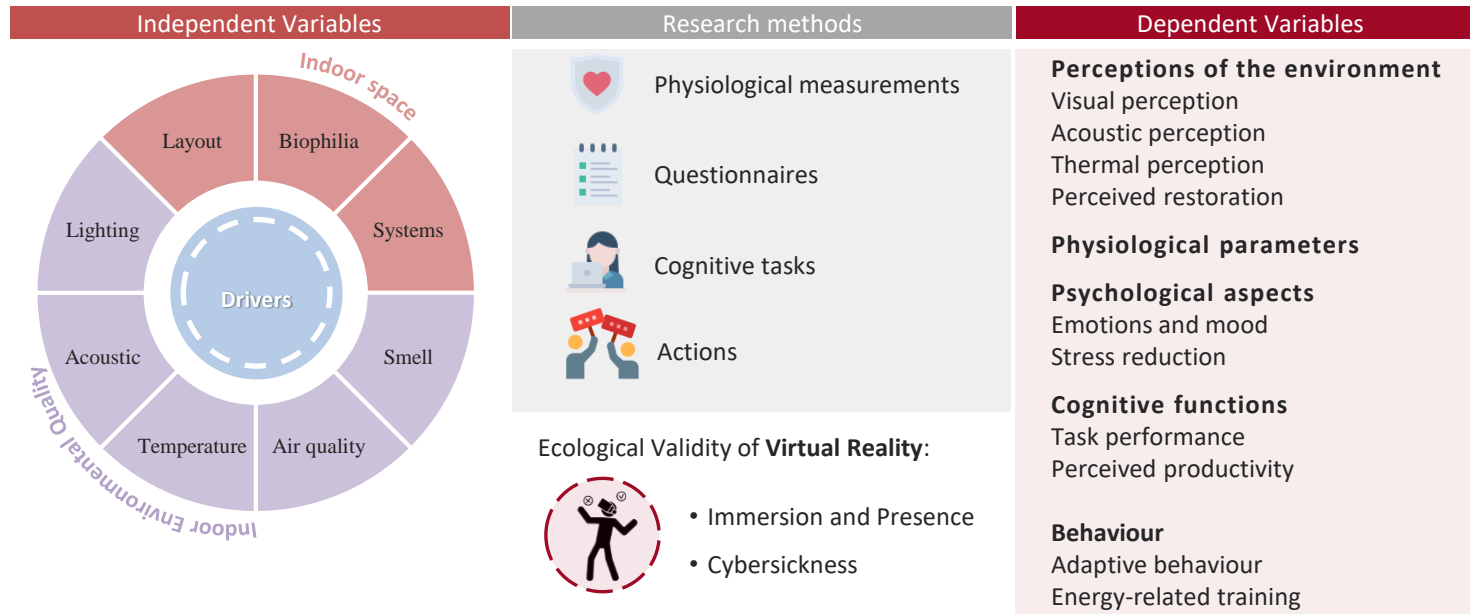 Independent Variables
Indoor space
Layout
Biophilia
Lighting
Systems
Drivers
Acoustic
Smell
Temperature
Air quality
Indoor Environmental Quality
Research methods
Physiological measurements
Questionnaires
Cognitive tasks
Actions
Ecological Validity of Virtual Reality:
• Immersion and Presence
• Cybersickness
Dependent Variables
Perceptions of the environment
Visual perception
Acoustic perception
Thermal perception
Perceived restoration
Physiological parameters
Psychological aspects
Emotions and mood
Stress reduction
Cognitive functions
Task performance
Perceived productivity
Behaviour
Adaptive behaviour
Energy-related training